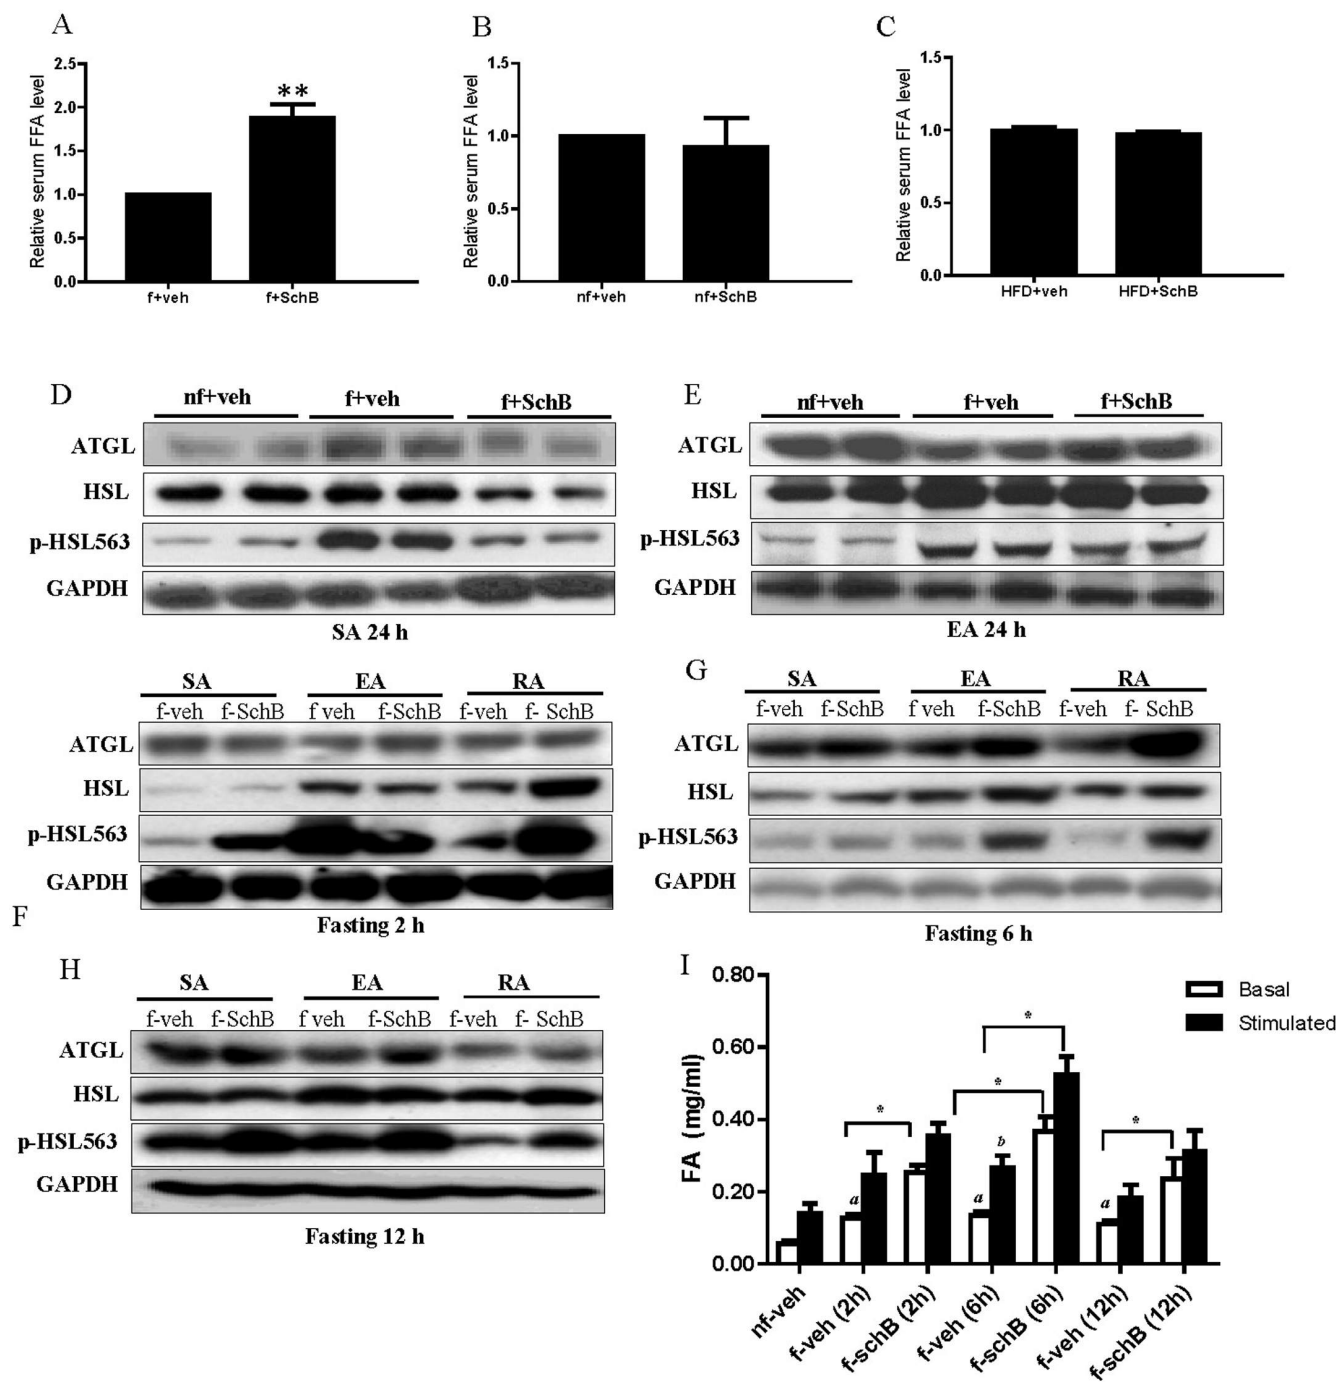 A
Relative serum FFA level
2.5
2.0
1.5
1.0
0.5
0.0
**
f+veh
f+SchB
B
Relative serum FFA level
1.5
1.0
0.5
0.0
nf+veh
nf+SchB
C
Relative serum FFA level
1.5
1.0
0.5
0.0
HFD+veh
HFD+SchB
D
nf+veh f+veh f+SchB
ATGL
HSL
p-HSL563
GAPDH
SA 24 h
E
nf+veh f+veh f+SchB
ATGL
HSL
p-HSL563
GAPDH
EA 24 h
SA EA RA
f-veh f-SchB f veh f-SchB f-veh f- SchB
ATGL
HSL
p-HSL563
GAPDH
F
Fasting 2 h
G
SA EA RA
f-veh f-SchB f veh f-SchB f-veh f- SchB
ATGL
HSL
p-HSL563
GAPDH
Fasting 6 h
H
SA EA RA
f-veh f-SchB f veh f-SchB f-veh f- SchB
ATGL
HSL
p-HSL563
GAPDH
Fasting 12 h
I
FA (mg/ml)
0.80
0.60
0.40
0.20
0.00
Basal
Stimulated
*
*
*
*
a
a
b
a
nf-veh
f-veh (2h)
f-schB (2h)
f-veh (6h)
f-schB (6h)
f-veh (12h)
f-schB (12h)